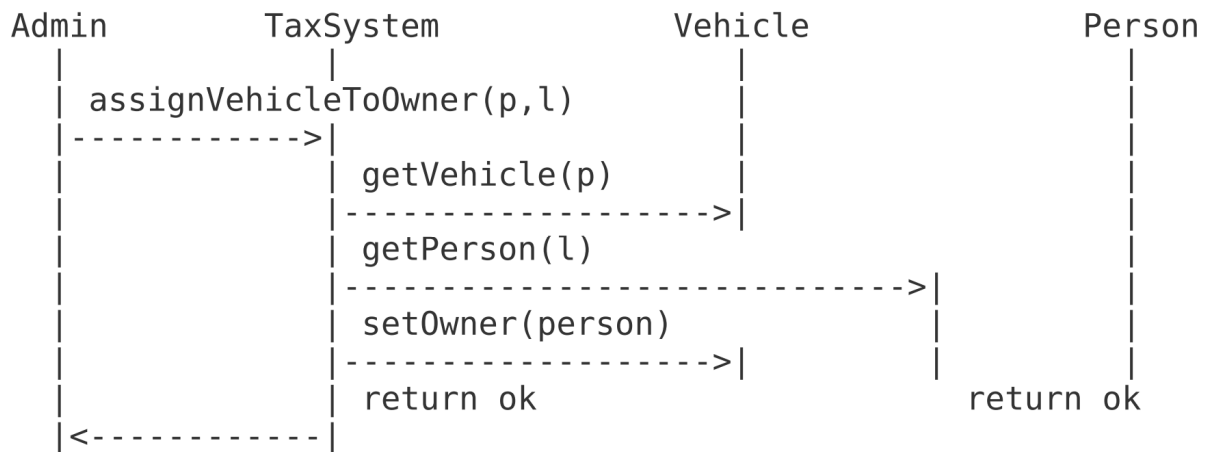 Admin TaxSystem Vehicle Person
assignVehicleToOwner(p,l)
getVehicle(p)
getPerson(l)
setOwner(person)
return ok return ok